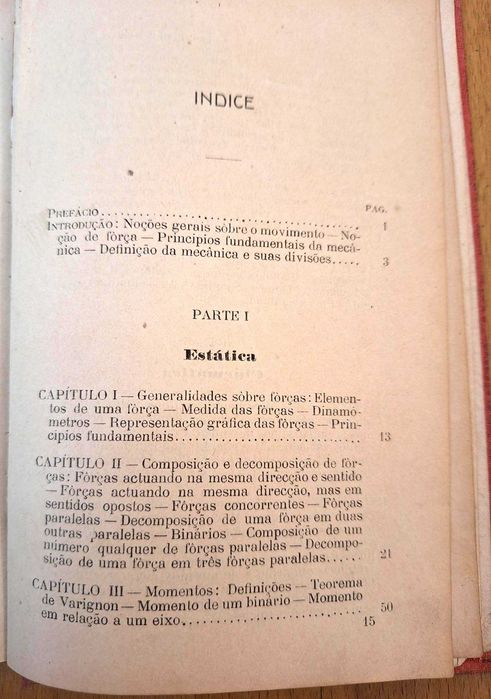 INDICE
PÁG.
PREFÁCIO 1
INTRODUÇÃO: Noções gerais sôbre o movimento — No-
ção de fôrça — Princípios fundamentais da mecâ-
nica — Definição da mecânica e suas divisões..... 3
PARTE I
Estática
CAPÍTULO I — Generalidades sôbre fôrças: Elemen-
tos de uma fôrça — Medida das fôrças — Dinamó-
metros — Representação gráfica das fôrças — Prin-
cípios fundamentais 13
CAPÍTULO II — Composição e decomposição de fôr-
ças: Fôrças actuando na mesma direcção e sentido
— Fôrças actuando na mesma direcção, mas em
sentidos opostos — Fôrças concorrentes — Fôrças
paralelas — Decomposição de uma fôrça em duas
outras paralelas — Binários — Composição de um
número qualquer de fôrças paralelas — Decompo-
sição de uma fôrça em três fôrças paralelas...... 21
CAPÍTULO III — Momentos: Definições — Teorema
de Varignon — Momento de um binário — Momento 50
em relação a um eixo 15